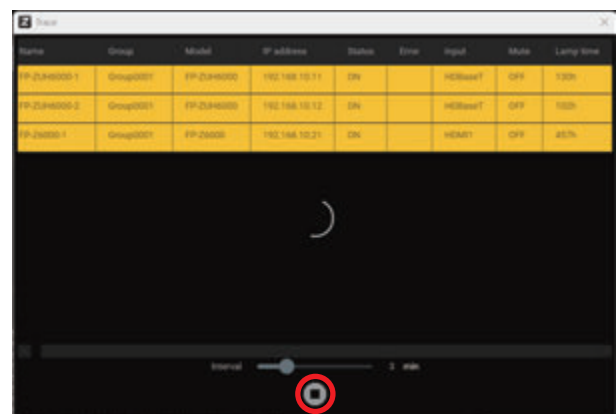 Z Trace
Name Group Model IP address Status Error Input Mute Lamp time
FP-ZUH6000-1 Group0001 FP-ZUH6000 192.168.10.11 ON HDBaseT OFF 130h
FP-ZUH6000-2 Group0001 FP-ZUH6000 192.168.10.12 ON HDBaseT OFF 102h
FP-Z6000-1 Group0001 FP-Z6000 192.168.10.21 ON HDMI1 OFF 457h
Interval 3 min